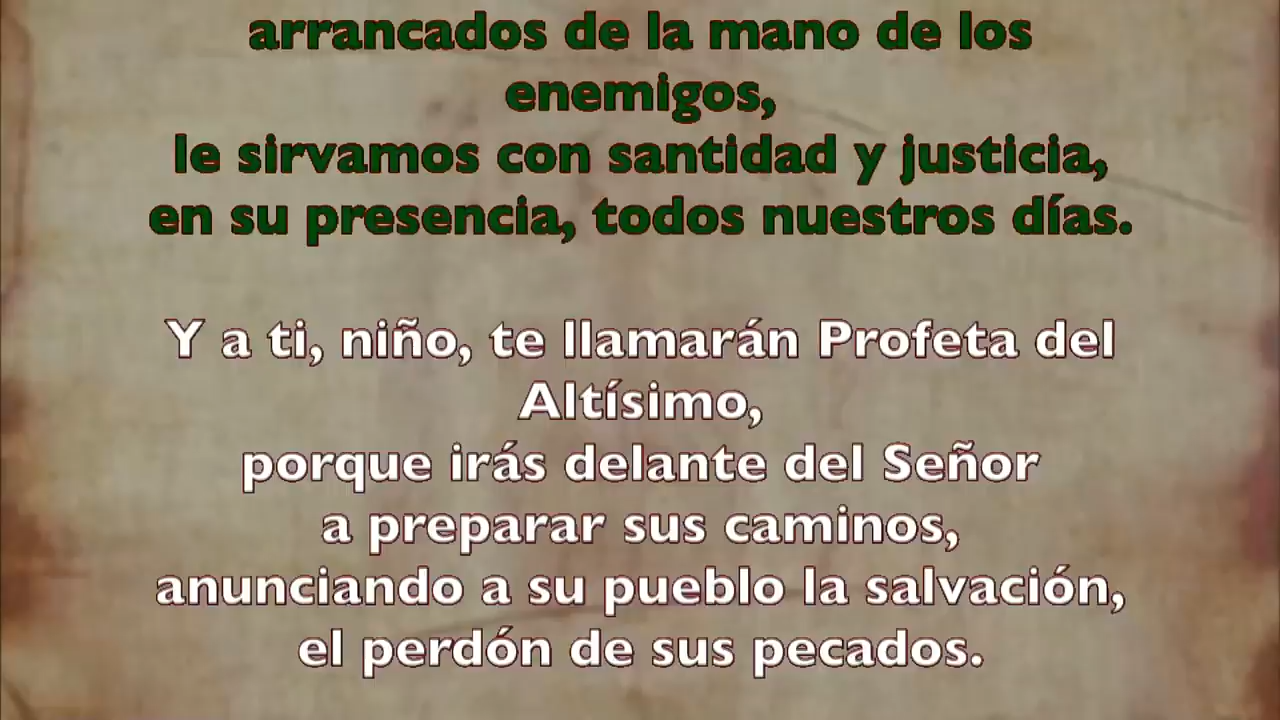 arrancados de la mano de los
enemigos,
le sirvamos con santidad y justicia,
en su presencia, todos nuestros días.
Y a ti, niño, te llamarán Profeta del
Altísimo,
porque irás delante del Señor
a preparar sus caminos,
anunciando a su pueblo la salvación,
el perdón de sus pecados.